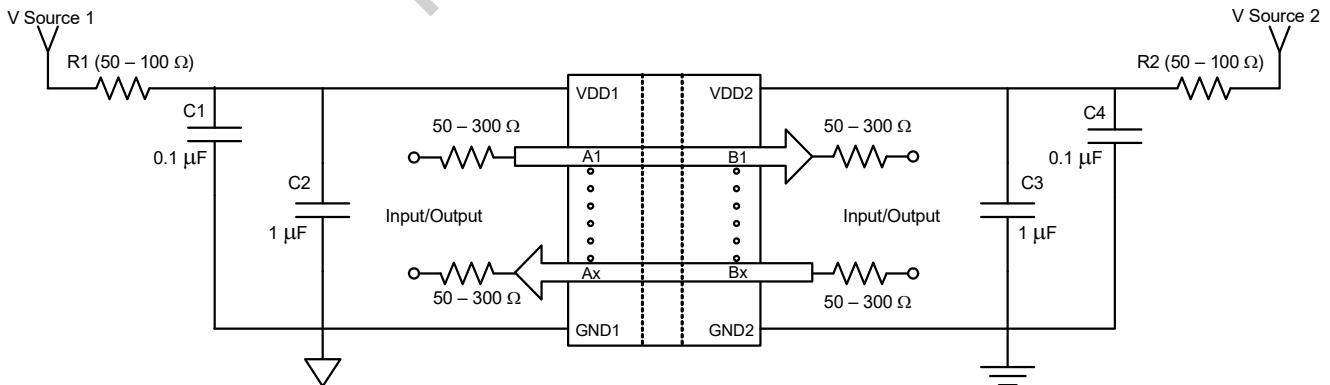 V Source 1
V Source 2
R1 (50 – 100 Ω)
R2 (50 – 100 Ω)
C1
0.1 μF
C2
1 μF
50 – 300 Ω
Input/Output
50 – 300 Ω
VDD1
VDD2
A1
B1
Ax
Bx
GND1
GND2
50 – 300 Ω
Input/Output
50 – 300 Ω
C3
1 μF
C4
0.1 μF